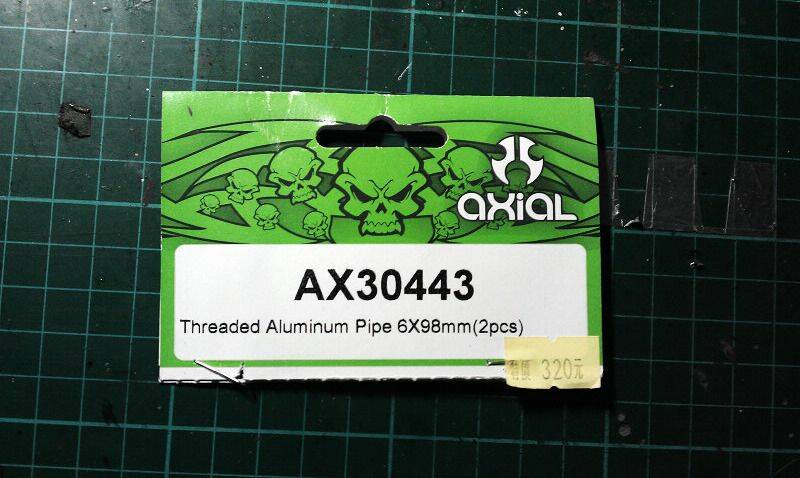 axial
AX30443
Threaded Aluminum Pipe 6X98mm(2pcs)
320元